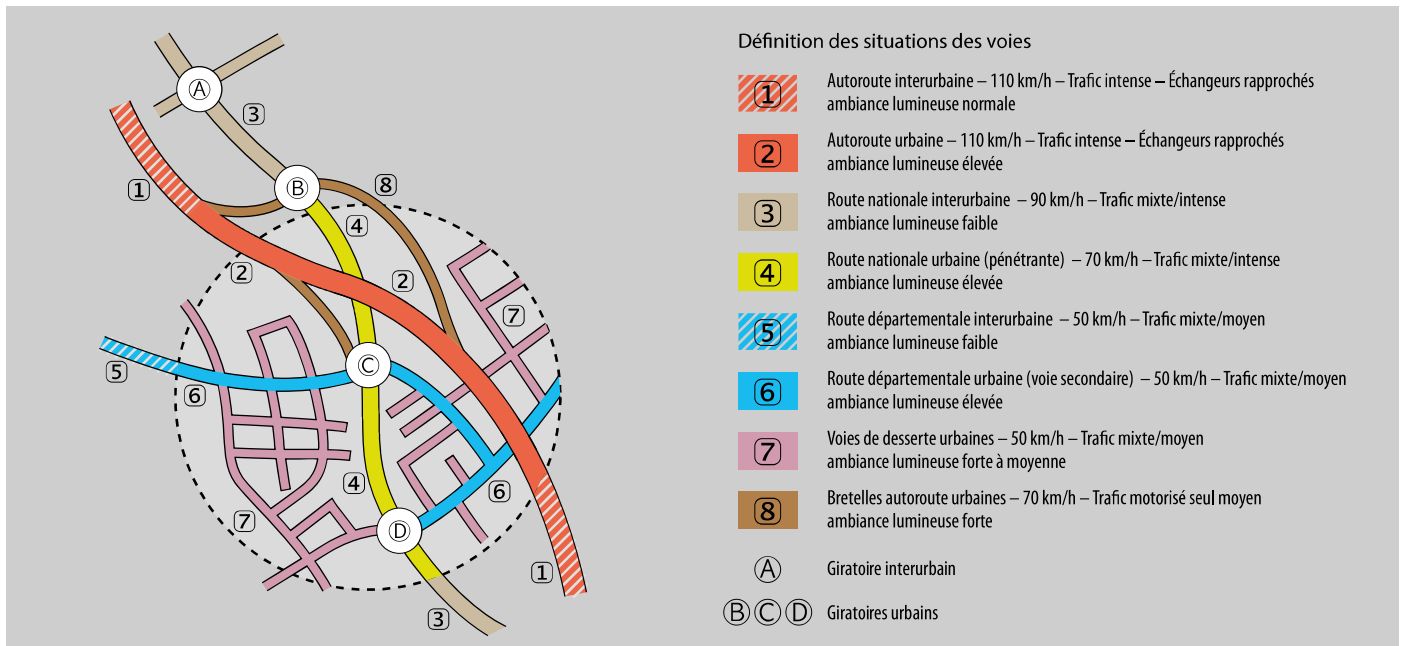 Définition des situations des voies
1 Autoroute interurbaine – 110 km/h – Trafic intense – Échangeurs rapprochés
ambiance lumineuse normale
2 Autoroute urbaine – 110 km/h – Trafic intense – Échangeurs rapprochés
ambiance lumineuse élevée
3 Route nationale interurbaine – 90 km/h – Trafic mixte/intense
ambiance lumineuse faible
4 Route nationale urbaine (pénétrante) – 70 km/h – Trafic mixte/intense
ambiance lumineuse élevée
5 Route départementale interurbaine – 50 km/h – Trafic mixte/moyen
ambiance lumineuse faible
6 Route départementale urbaine (voie secondaire) – 50 km/h – Trafic mixte/moyen
ambiance lumineuse élevée
7 Voies de desserte urbaines – 50 km/h – Trafic mixte/moyen
ambiance lumineuse forte à moyenne
8 Bretelles autoroute urbaines – 70 km/h – Trafic motorisé seul moyen
ambiance lumineuse forte
A Giratoire interurbain
B C D Giratoires urbains
A
3
1
B
8
4
2
2
7
C
5
6
4
6
7
D
1
3